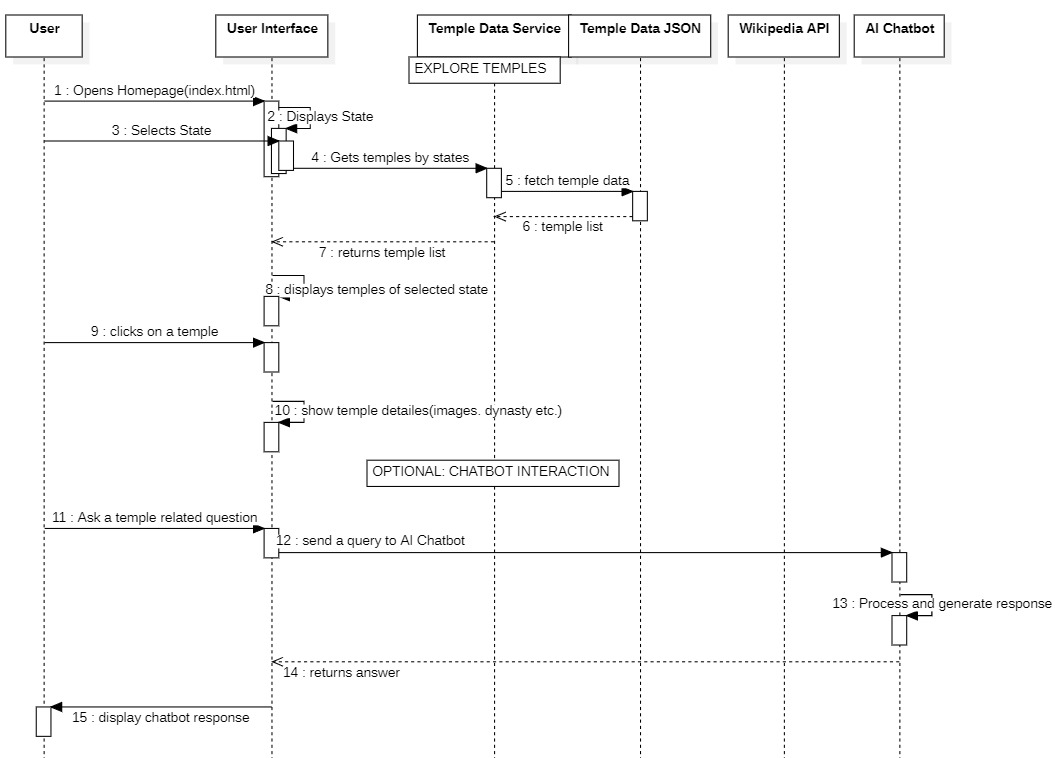 User
User Interface
Temple Data Service
Temple Data JSON
Wikipedia API
AI Chatbot
EXPLORE TEMPLES
1 : Opens Homepage(index.html)
2 : Displays State
3 : Selects State
4 : Gets temples by states
5 : fetch temple data
6 : temple list
7 : returns temple list
8 : displays temples of selected state
9 : clicks on a temple
10 : show temple detailes(images. dynasty etc.)
OPTIONAL: CHATBOT INTERACTION
11 : Ask a temple related question
12 : send a query to AI Chatbot
13 : Process and generate response
14 : returns answer
15 : display chatbot response